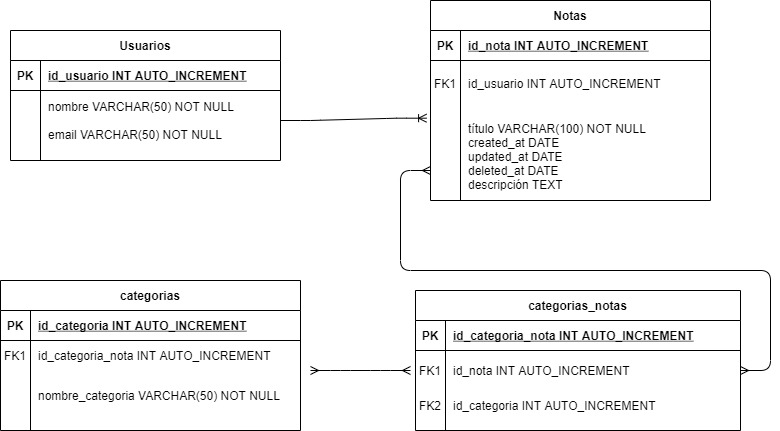 Usuarios
PK id_usuario INT AUTO_INCREMENT
nombre VARCHAR(50) NOT NULL
email VARCHAR(50) NOT NULL
Notas
PK id_nota INT AUTO_INCREMENT
FK1 id_usuario INT AUTO_INCREMENT
título VARCHAR(100) NOT NULL
created_at DATE
updated_at DATE
deleted_at DATE
descripción TEXT
categorias
PK id_categoria INT AUTO_INCREMENT
FK1 id_categoria_nota INT AUTO_INCREMENT
nombre_categoria VARCHAR(50) NOT NULL
categorias_notas
PK id_categoria_nota INT AUTO_INCREMENT
FK1 id_nota INT AUTO_INCREMENT
FK2 id_categoria INT AUTO_INCREMENT